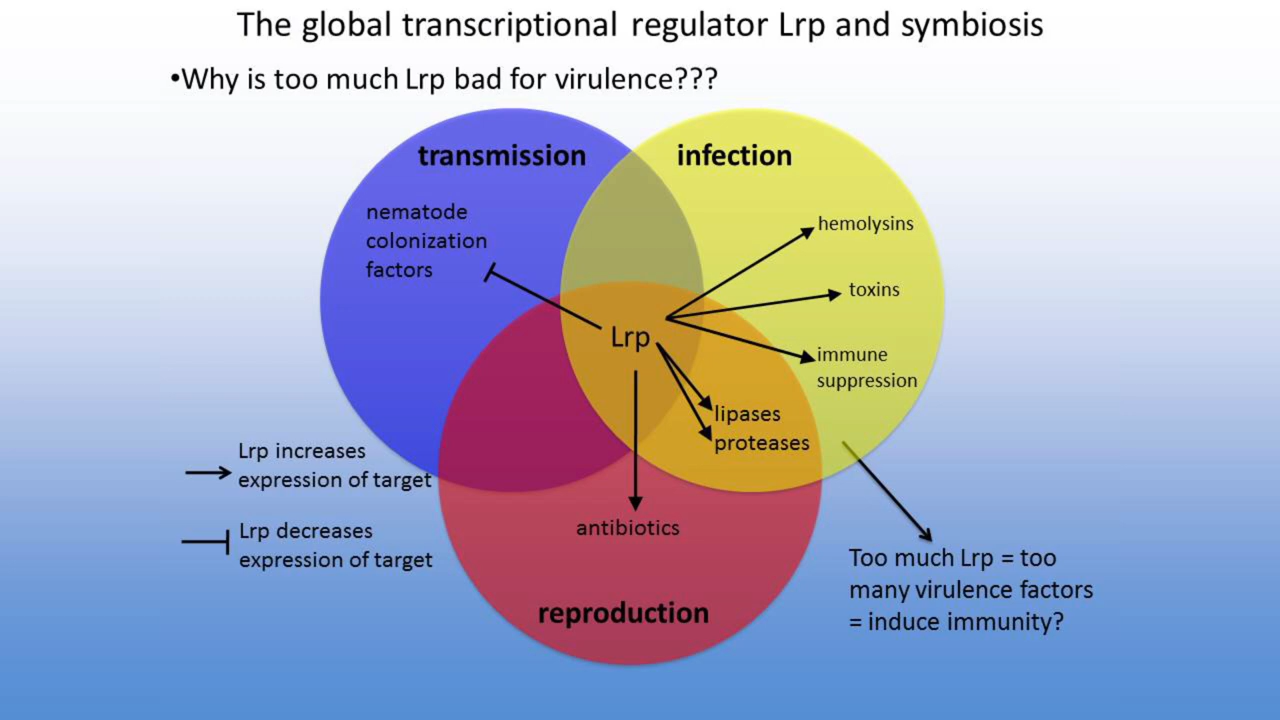 The global transcriptional regulator Lrp and symbiosis
•Why is too much Lrp bad for virulence???
transmission
infection
nematode
colonization
factors
hemolysins
toxins
immune
suppression
Lrp
lipases
proteases
antibiotics
reproduction
Lrp increases
expression of target
Lrp decreases
expression of target
Too much Lrp = too
many virulence factors
= induce immunity?